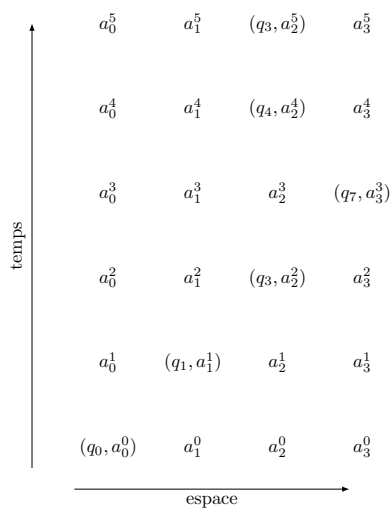 $a_0^5$ $a_1^5$ $(q_3, a_2^5)$ $a_3^5$
$a_0^4$ $a_1^4$ $(q_4, a_2^4)$ $a_3^4$
$a_0^3$ $a_1^3$ $a_2^3$ $(q_7, a_3^3)$
temps
$a_0^2$ $a_1^2$ $(q_3, a_2^2)$ $a_3^2$
$a_0^1$ $(q_1, a_1^1)$ $a_2^1$ $a_3^1$
$(q_0, a_0^0)$ $a_1^0$ $a_2^0$ $a_3^0$
espace